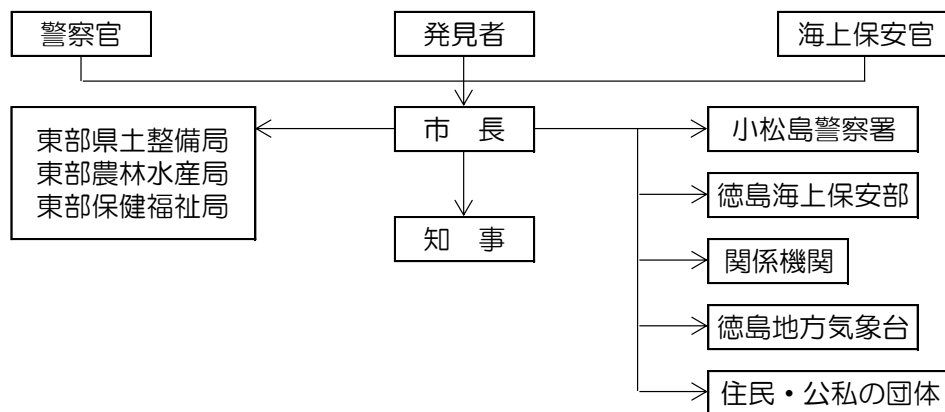 警察官
発見者
海上保安官
東部県土整備局
東部農林水産局
東部保健福祉局
市　長
知　事
小松島警察署
徳島海上保安部
関係機関
徳島地方気象台
住民・公私の団体